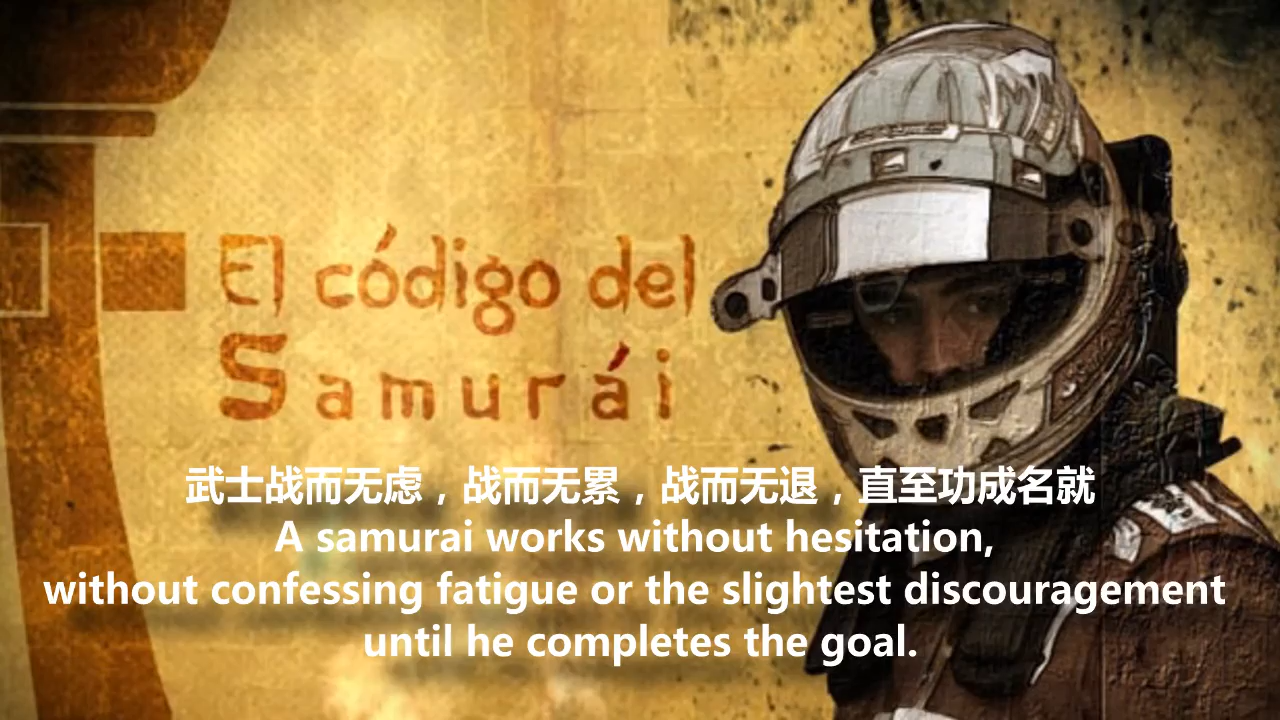 El código del
Samurái
武士战而无虑，战而无累，战而无退，直至功成名就
A samurai works without hesitation,
without confessing fatigue or the slightest discouragement
until he completes the goal.